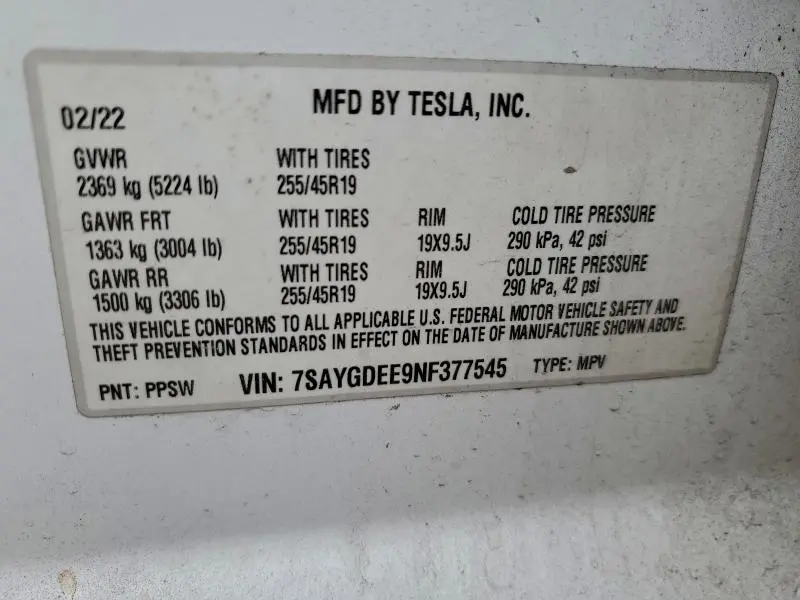 02/22 MFD BY TESLA, INC.
GVWR WITH TIRES
2369 kg (5224 lb) 255/45R19
GAWR FRT WITH TIRES RIM COLD TIRE PRESSURE
1363 kg (3004 lb) 255/45R19 19X9.5J 290 kPa, 42 psi
GAWR RR WITH TIRES RIM COLD TIRE PRESSURE
1500 kg (3306 lb) 255/45R19 19X9.5J 290 kPa, 42 psi
THIS VEHICLE CONFORMS TO ALL APPLICABLE U.S. FEDERAL MOTOR VEHICLE SAFETY AND
THEFT PREVENTION STANDARDS IN EFFECT ON THE DATE OF MANUFACTURE SHOWN ABOVE.
PNT: PPSW VIN: 7SAYGDEE9NF377545 TYPE: MPV